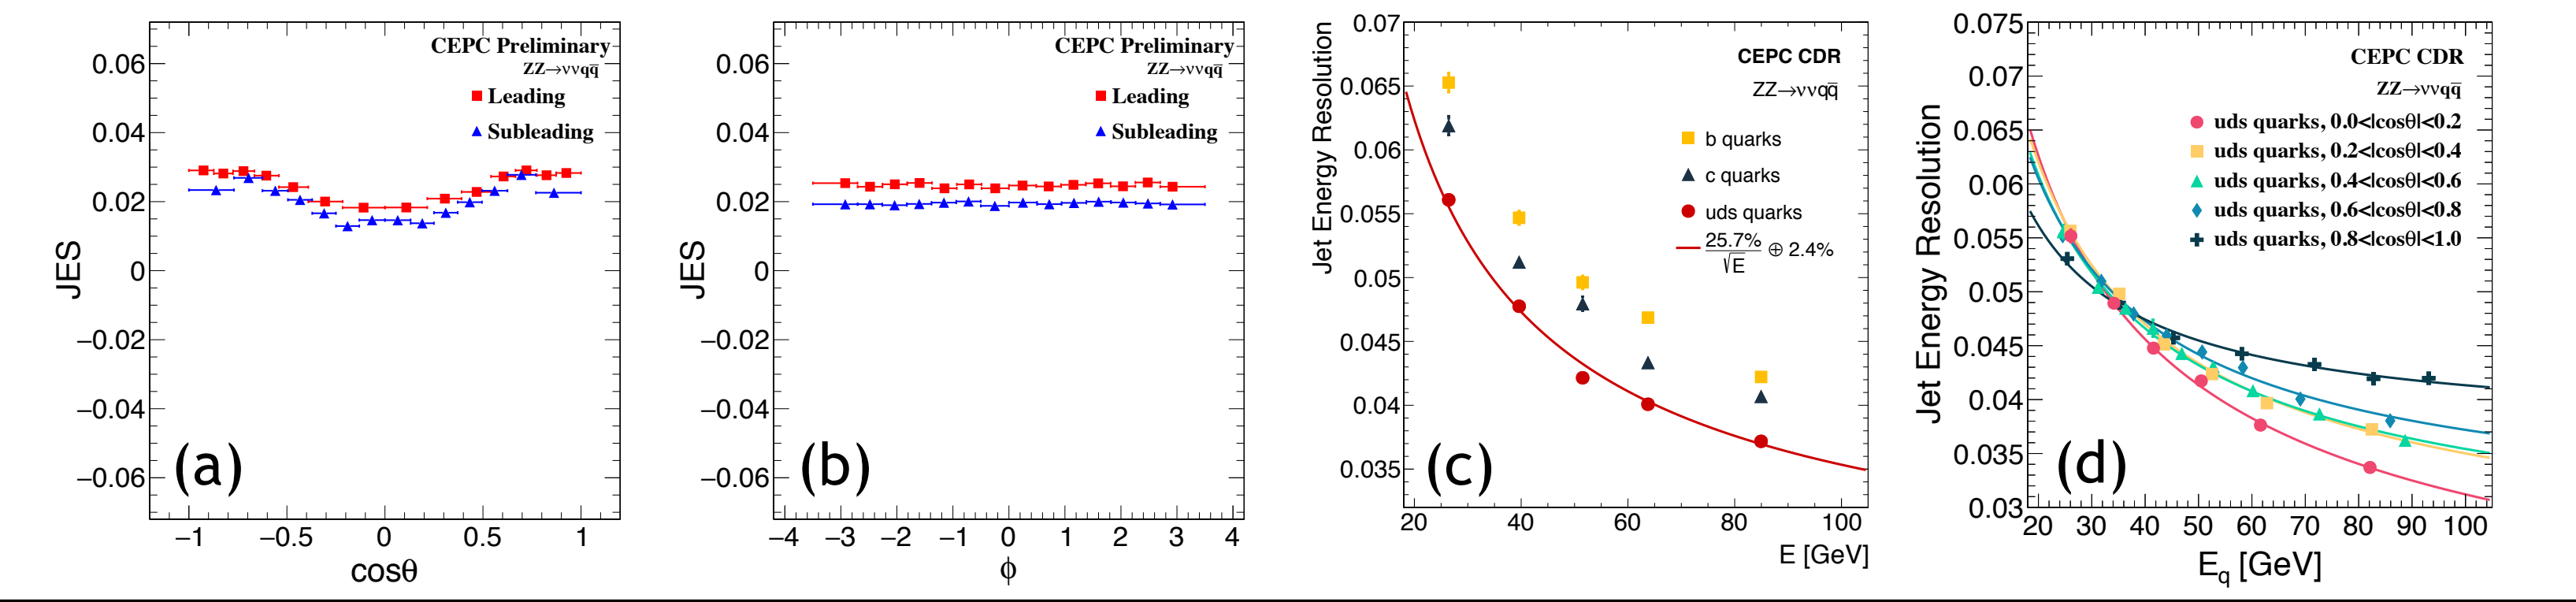 CEPC Preliminary
ZZ→ννqq̅
Leading
Subleading
0.06
0.04
0.02
0
−0.02
−0.04
−0.06
JES
(a)
−1
−0.5
0
0.5
1
cosθ
CEPC Preliminary
ZZ→ννqq̅
Leading
Subleading
0.06
0.04
0.02
0
−0.02
−0.04
−0.06
JES
(b)
−4
−3
−2
−1
0
1
2
3
4
ϕ
CEPC CDR
ZZ→ννqq̅
b quarks
c quarks
uds quarks
25.7%/√E ⊕ 2.4%
0.07
0.065
0.06
0.055
0.05
0.045
0.04
0.035
Jet Energy Resolution
(c)
20
40
60
80
100
E [GeV]
CEPC CDR
ZZ→ννqq̅
uds quarks, 0.0<|cosθ|<0.2
uds quarks, 0.2<|cosθ|<0.4
uds quarks, 0.4<|cosθ|<0.6
uds quarks, 0.6<|cosθ|<0.8
uds quarks, 0.8<|cosθ|<1.0
0.075
0.07
0.065
0.06
0.055
0.05
0.045
0.04
0.035
0.03
Jet Energy Resolution
(d)
20
30
40
50
60
70
80
90
100
E_q [GeV]